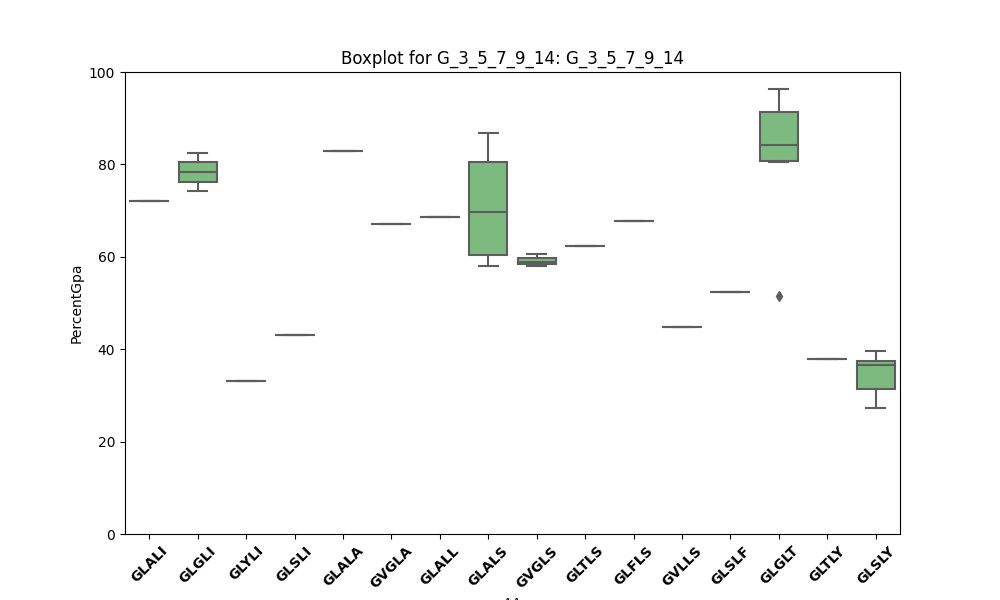 Boxplot for G_3_5_7_9_14: G_3_5_7_9_14
PercentGpa
100
80
60
40
20
0
GLALI GLGLI GLYLI GLSLI GLALA GVGLA GLALL GLALS GVGLS GLTLS GLFLS GVLLS GLSLF GLGLT GLTLY GLSLY